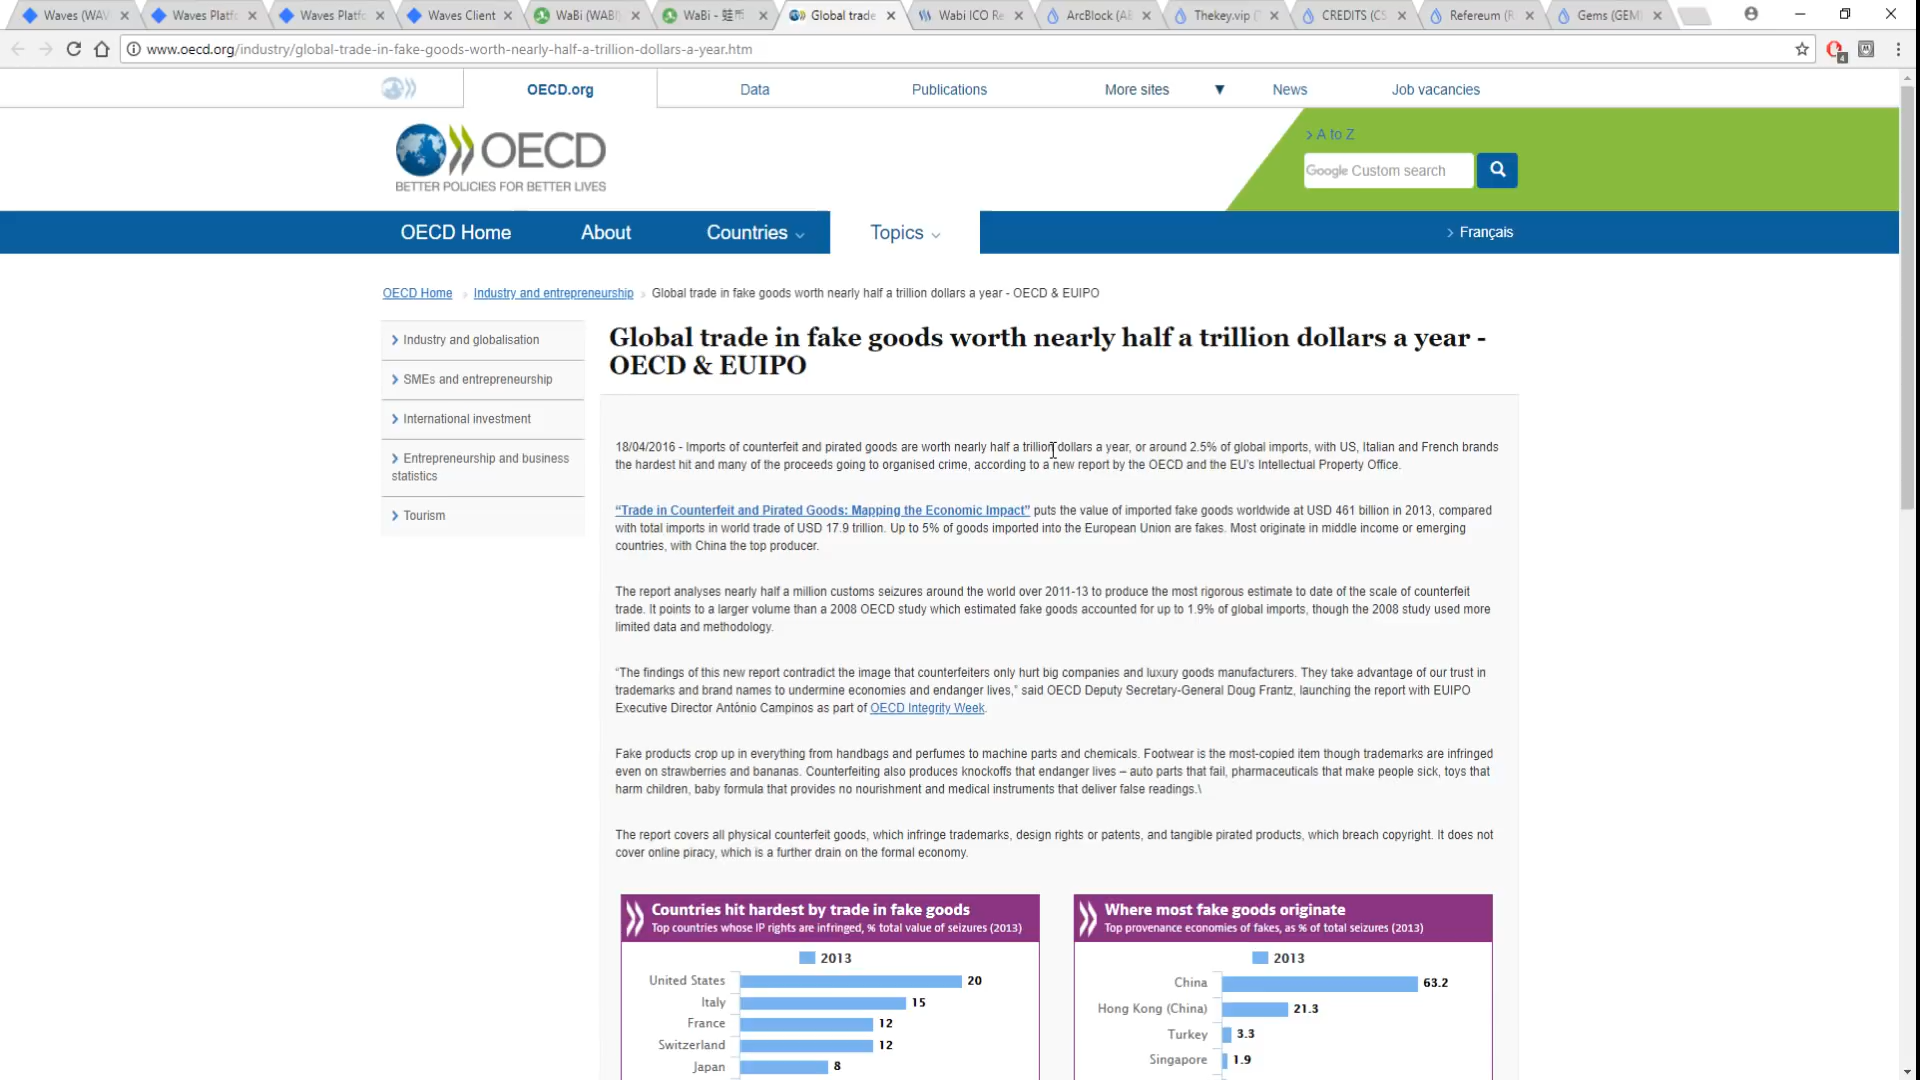 Waves (WAV
Waves Platf
Waves Platf
Waves Client
WaBi (WABI)
WaBi - 蛙币
Global trade
Wabi ICO Re
ArcBlock (AB
Thekey.vip (
CREDITS (CS
Refereum (R
Gems (GEM)
www.oecd.org/industry/global-trade-in-fake-goods-worth-nearly-half-a-trillion-dollars-a-year.htm
4
OECD.org
Data
Publications
More sites ▼
News
Job vacancies
OECD
BETTER POLICIES FOR BETTER LIVES
> A to Z
Google Custom search
OECD Home
About
Countries
Topics
> Français
OECD Home › Industry and entrepreneurship › Global trade in fake goods worth nearly half a trillion dollars a year - OECD & EUIPO
Industry and globalisation
SMEs and entrepreneurship
International investment
Entrepreneurship and business
statistics
Tourism
Global trade in fake goods worth nearly half a trillion dollars a year -
OECD & EUIPO
18/04/2016 - Imports of counterfeit and pirated goods are worth nearly half a trillion dollars a year, or around 2.5% of global imports, with US, Italian and French brands
the hardest hit and many of the proceeds going to organised crime, according to a new report by the OECD and the EU's Intellectual Property Office.
“Trade in Counterfeit and Pirated Goods: Mapping the Economic Impact” puts the value of imported fake goods worldwide at USD 461 billion in 2013, compared
with total imports in world trade of USD 17.9 trillion. Up to 5% of goods imported into the European Union are fakes. Most originate in middle income or emerging
countries, with China the top producer.
The report analyses nearly half a million customs seizures around the world over 2011-13 to produce the most rigorous estimate to date of the scale of counterfeit
trade. It points to a larger volume than a 2008 OECD study which estimated fake goods accounted for up to 1.9% of global imports, though the 2008 study used more
limited data and methodology.
“The findings of this new report contradict the image that counterfeiters only hurt big companies and luxury goods manufacturers. They take advantage of our trust in
trademarks and brand names to undermine economies and endanger lives,” said OECD Deputy Secretary-General Doug Frantz, launching the report with EUIPO
Executive Director António Campinos as part of OECD Integrity Week.
Fake products crop up in everything from handbags and perfumes to machine parts and chemicals. Footwear is the most-copied item though trademarks are infringed
even on strawberries and bananas. Counterfeiting also produces knockoffs that endanger lives – auto parts that fail, pharmaceuticals that make people sick, toys that
harm children, baby formula that provides no nourishment and medical instruments that deliver false readings.\
The report covers all physical counterfeit goods, which infringe trademarks, design rights or patents, and tangible pirated products, which breach copyright. It does not
cover online piracy, which is a further drain on the formal economy.
Countries hit hardest by trade in fake goods
Top countries whose IP rights are infringed, % total value of seizures (2013)
2013
United States 20
Italy 15
France 12
Switzerland 12
Japan 8
Where most fake goods originate
Top provenance economies of fakes, as % of total seizures (2013)
2013
China 63.2
Hong Kong (China) 21.3
Turkey 3.3
Singapore 1.9